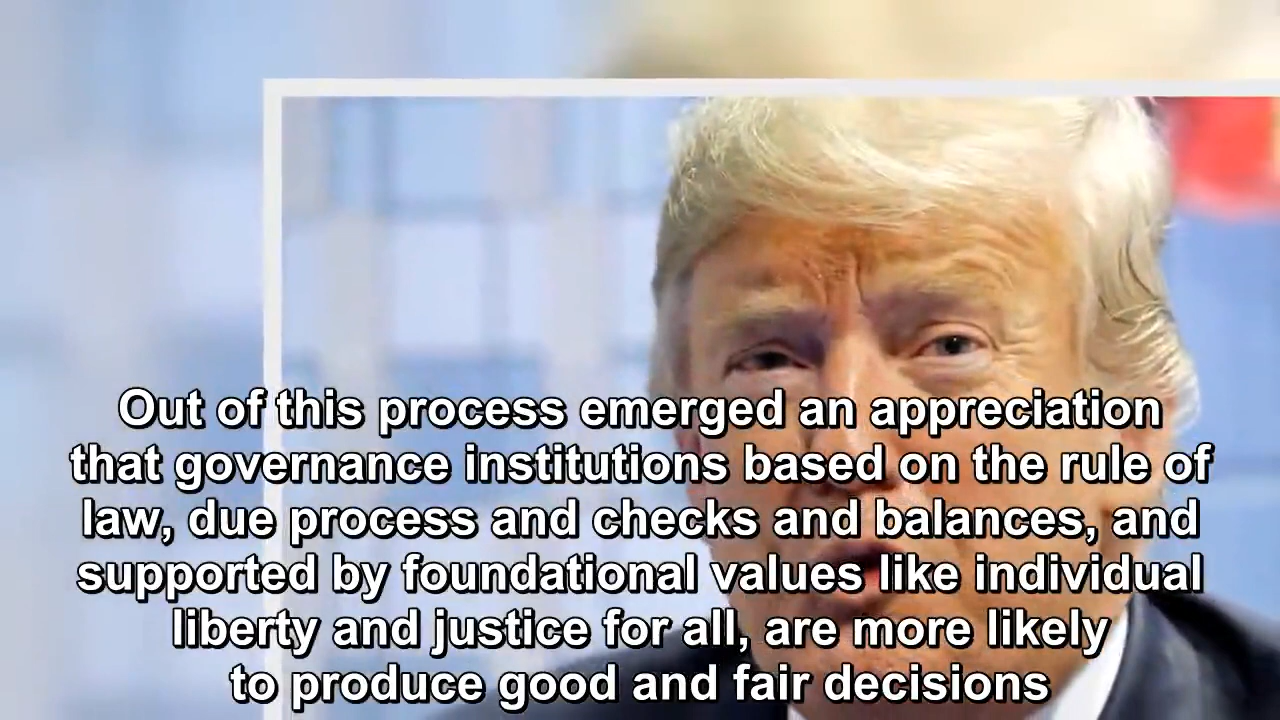 Out of this process emerged an appreciation
that governance institutions based on the rule of
law, due process and checks and balances, and
supported by foundational values like individual
liberty and justice for all, are more likely
to produce good and fair decisions